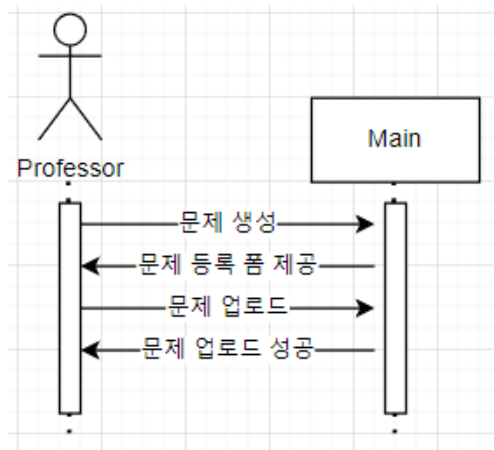 Professor
Main
문제 생성
문제 등록 폼 제공
문제 업로드
문제 업로드 성공